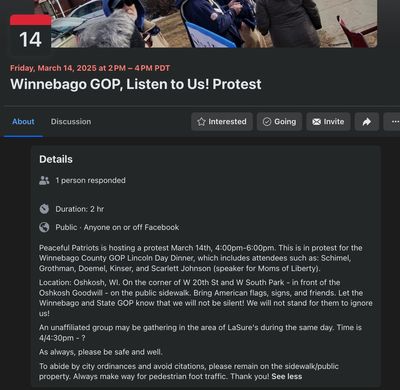 14
Friday, March 14, 2025 at 2 PM – 4 PM PDT
Winnebago GOP, Listen to Us! Protest
About Discussion Interested Going Invite
Details
1 person responded
Duration: 2 hr
Public · Anyone on or off Facebook
Peaceful Patriots is hosting a protest March 14th, 4:00pm-6:00pm. This is in protest for the
Winnebago County GOP Lincoln Day Dinner, which includes attendees such as: Schimel,
Grothman, Doemel, Kinser, and Scarlett Johnson (speaker for Moms of Liberty).
Location: Oshkosh, WI. On the corner of W 20th St and W South Park - in front of the
Oshkosh Goodwill - on the public sidewalk. Bring American flags, signs, and friends. Let the
Winnebago and State GOP know that we will not be silent! We will not stand for them to ignore
us!
An unaffiliated group may be gathering in the area of LaSure's during the same day. Time is
4/4:30pm - ?
As always, please be safe and well.
To abide by city ordinances and avoid citations, please remain on the sidewalk/public
property. Always make way for pedestrian foot traffic. Thank you! See less